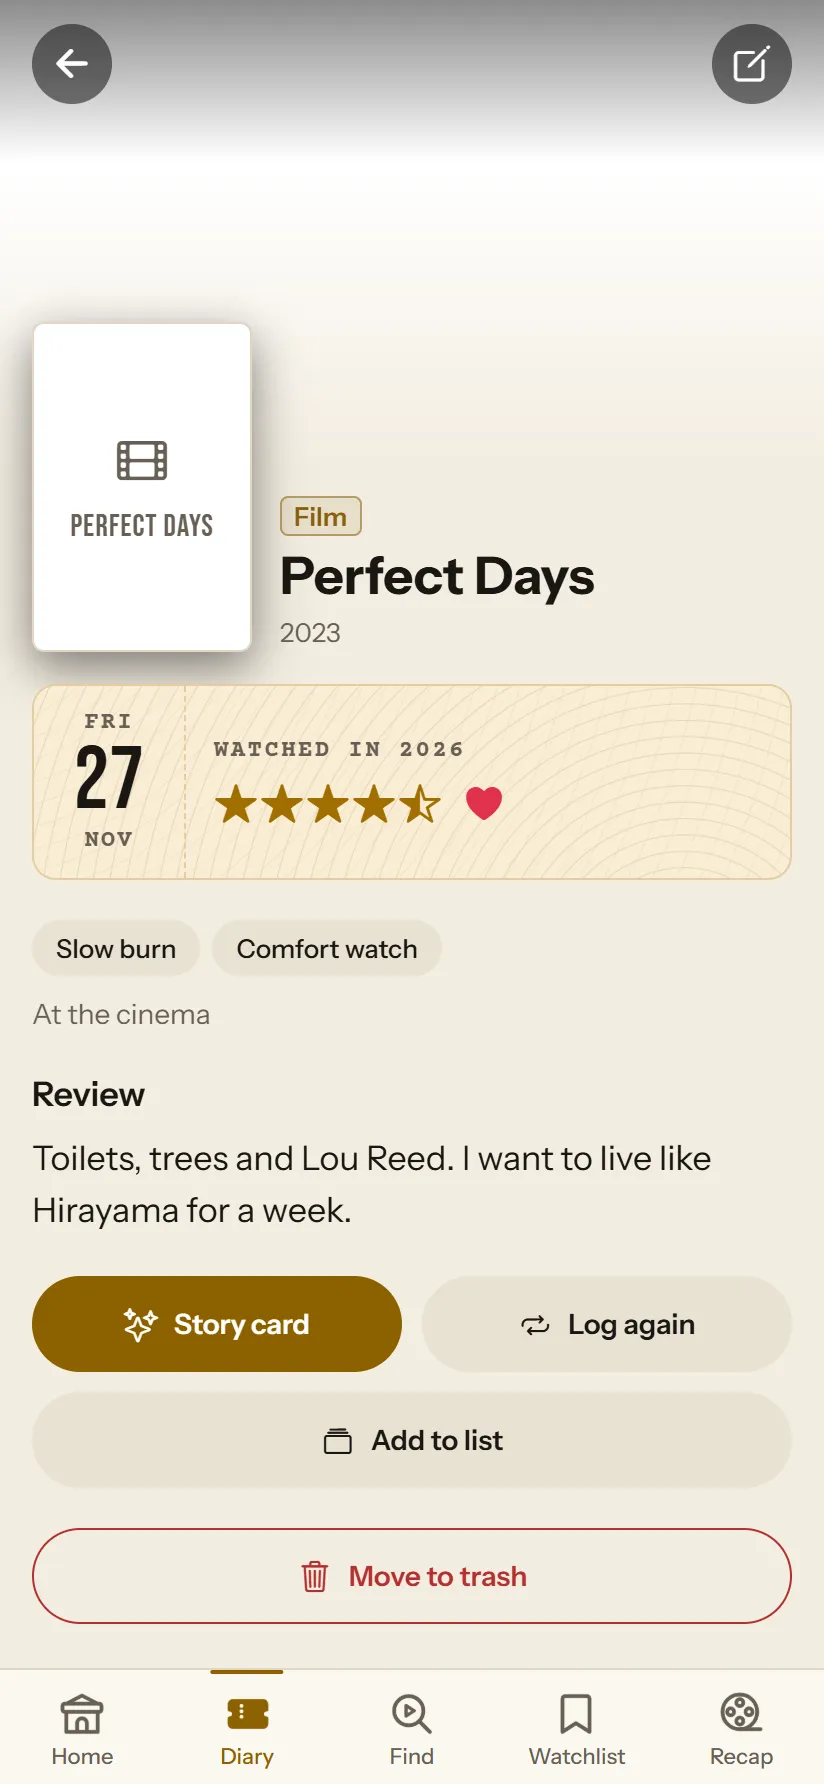 PERFECT DAYS
Film
Perfect Days
2023
FRI
27
NOV
WATCHED IN 2026
Slow burn
Comfort watch
At the cinema
Review
Toilets, trees and Lou Reed. I want to live like
Hirayama for a week.
Story card
Log again
Add to list
Move to trash
Home
Diary
Find
Watchlist
Recap